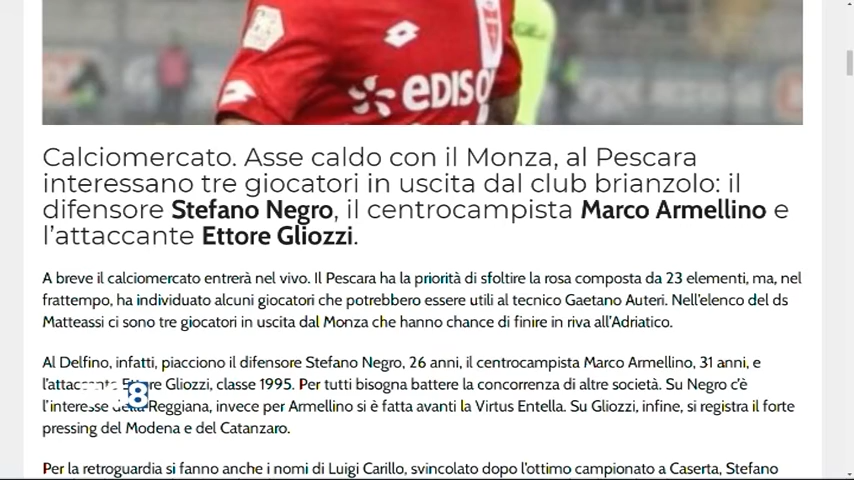 eDISO
Calciomercato. Asse caldo con il Monza, al Pescara
interessano tre giocatori in uscita dal club brianzolo: il
difensore Stefano Negro, il centrocampista Marco Armellino e
l'attaccante Ettore Gliozzi.
A breve il calciomercato entrerà nel vivo. Il Pescara ha la priorità di sfoltire la rosa composta da 23 elementi, ma, nel
frattempo, ha individuato alcuni giocatori che potrebbero essere utili al tecnico Gaetano Auteri. Nell'elenco del ds
Matteassi ci sono tre giocatori in uscita dal Monza che hanno chance di finire in riva all'Adriatico.
Al Delfino, infatti, piacciono il difensore Stefano Negro, 26 anni, il centrocampista Marco Armellino, 31 anni, e
l'attaccante Ettore Gliozzi, classe 1995. Per tutti bisogna battere la concorrenza di altre società. Su Negro c'è
l'interesse della Reggiana, invece per Armellino si è fatta avanti la Virtus Entella. Su Gliozzi, infine, si registra il forte
pressing del Modena e del Catanzaro.
Per la retroguardia si fanno anche i nomi di Luigi Carillo, svincolato dopo l'ottimo campionato a Caserta, Stefano